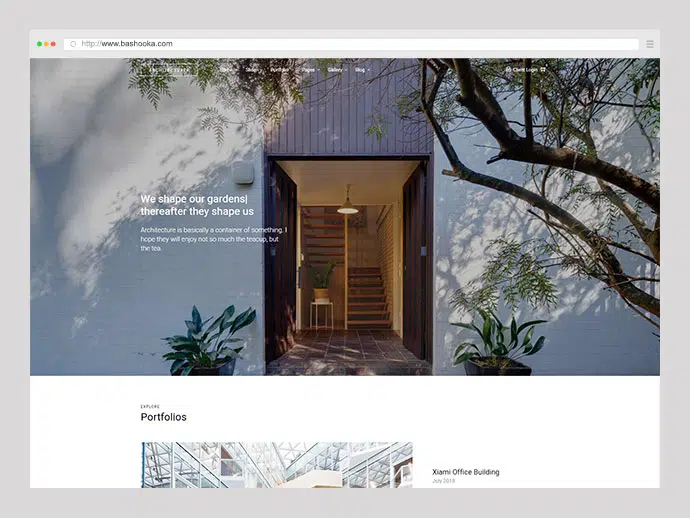 http://www.bashooka.com
ARCHITECTURER
Home Slider Portfolio Pages Gallery Blog Client Login
We shape our gardens|
thereafter they shape us
Architecture is basically a container of something. I
hope they will enjoy not so much the teacup, but
the tea.
EXPLORE
Portfolios
Xiami Office Building
July 2018